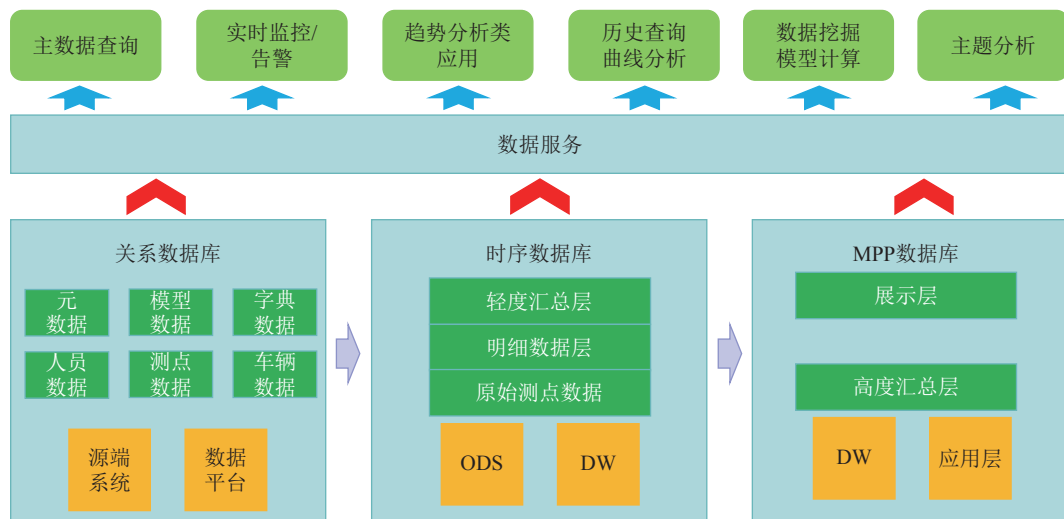 主数据查询
实时监控/
告警
趋势分析类
应用
历史查询
曲线分析
数据挖掘
模型计算
主题分析
数据服务
关系数据库
元
数据
模型
数据
字典
数据
人员
数据
测点
数据
车辆
数据
源端
系统
数据
平台
时序数据库
轻度汇总层
明细数据层
原始测点数据
ODS
DW
MPP数据库
展示层
高度汇总层
DW
应用层